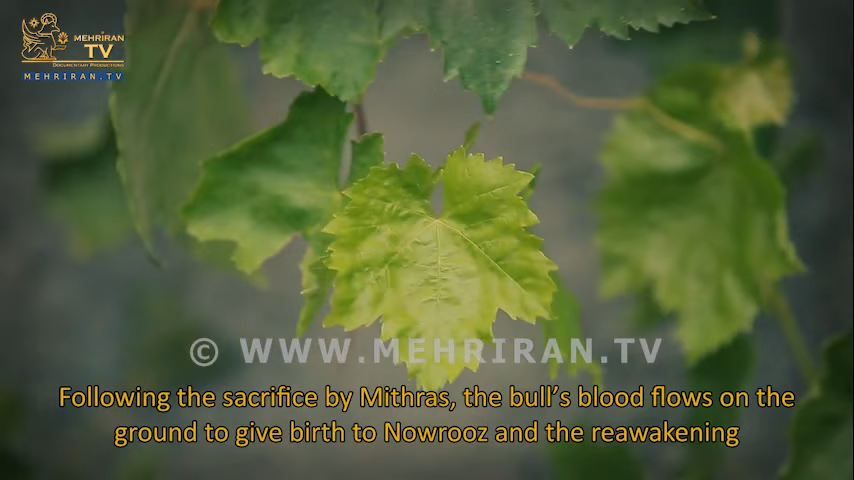 MEHRIRAN
TV
DOCUMENTARY PRODUCTIONS
MEHRIRAN.TV
© WWW.MEHRIRAN.TV
Following the sacrifice by Mithras, the bull’s blood flows on the
ground to give birth to Nowrooz and the reawakening